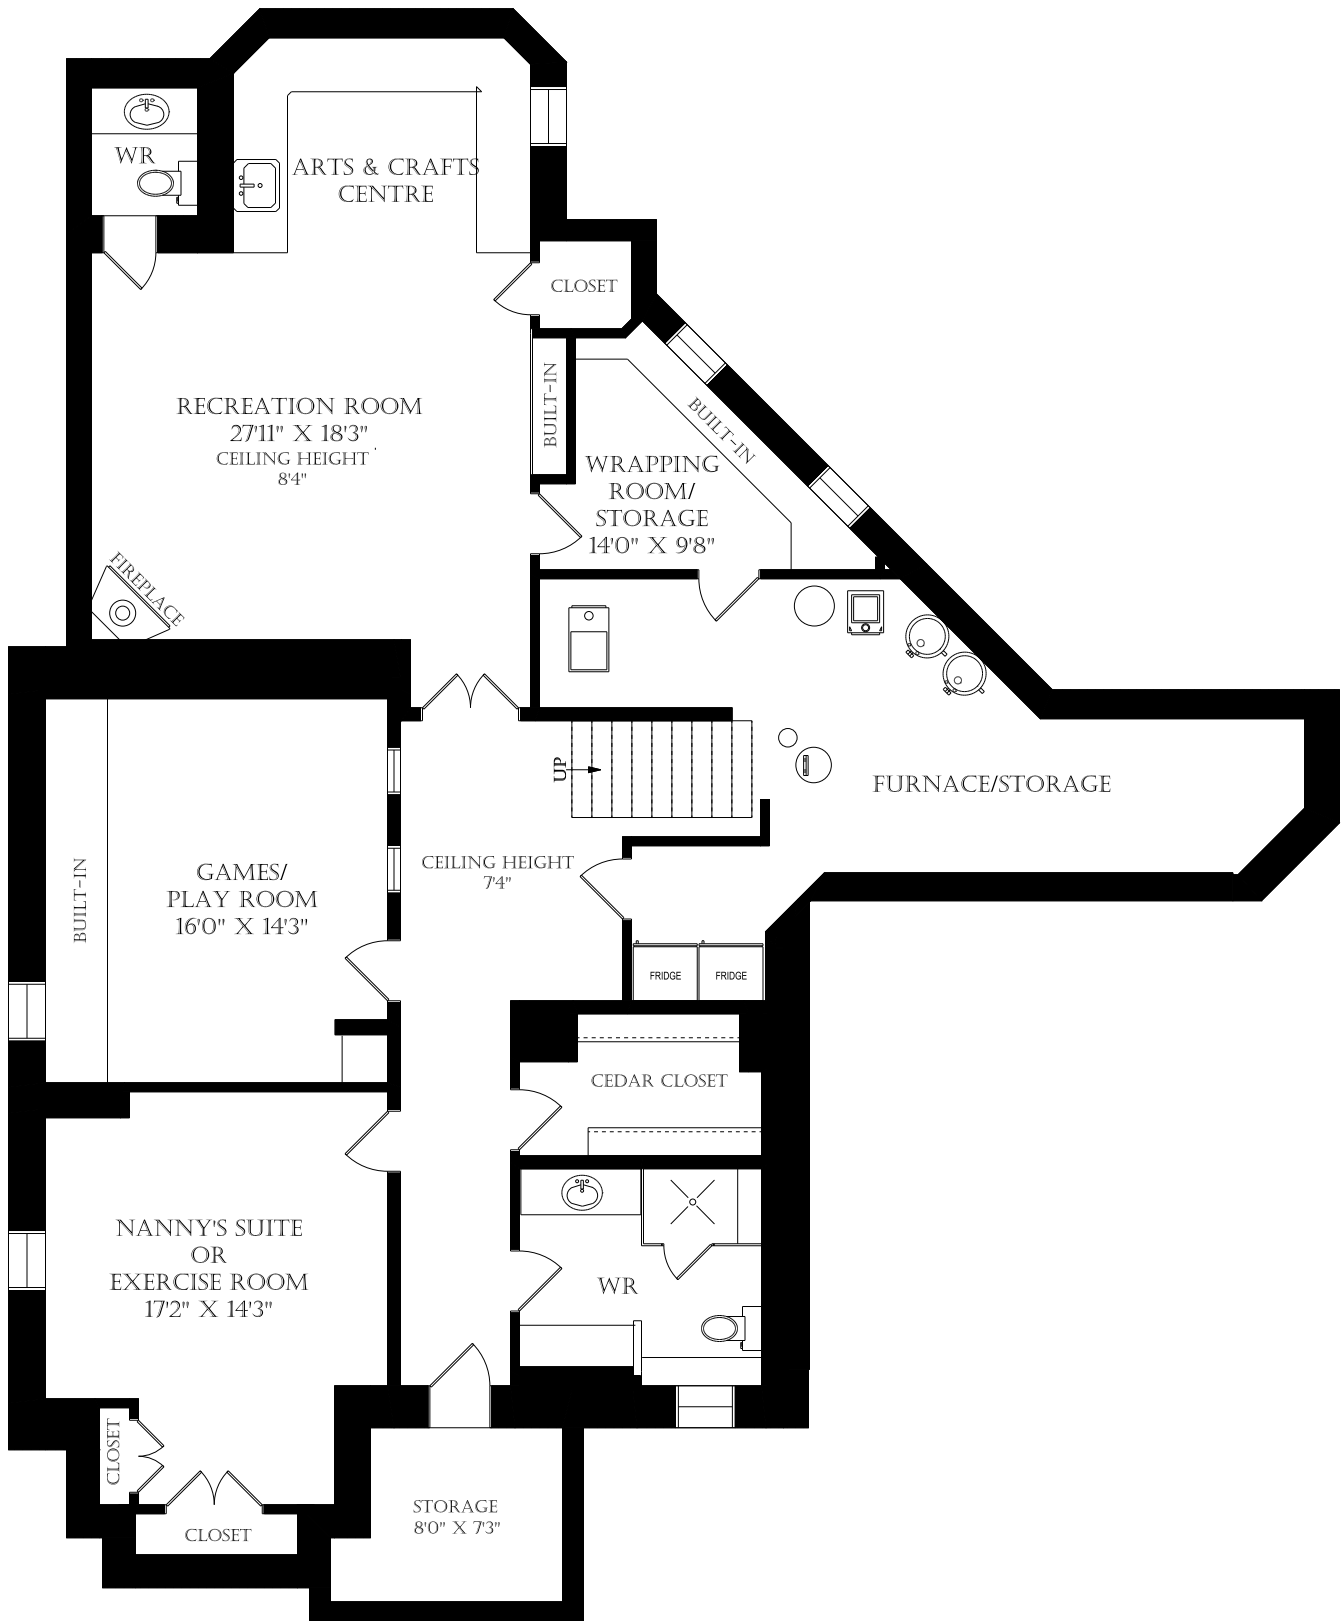 WR
ARTS & CRAFTS
CENTRE
CLOSET
BUILT-IN
RECREATION ROOM
27'11" X 18'3"
CEILING HEIGHT
8'4"
BUILT-IN
WRAPPING
ROOM/
STORAGE
14'0" X 9'8"
FIREPLACE
UP
FURNACE/STORAGE
BUILT-IN
GAMES/
PLAY ROOM
16'0" X 14'3"
CEILING HEIGHT
7'4"
FRIDGE
FRIDGE
CEDAR CLOSET
NANNY'S SUITE
OR
EXERCISE ROOM
17'2" X 14'3"
WR
CLOSET
CLOSET
STORAGE
8'0" X 7'3"